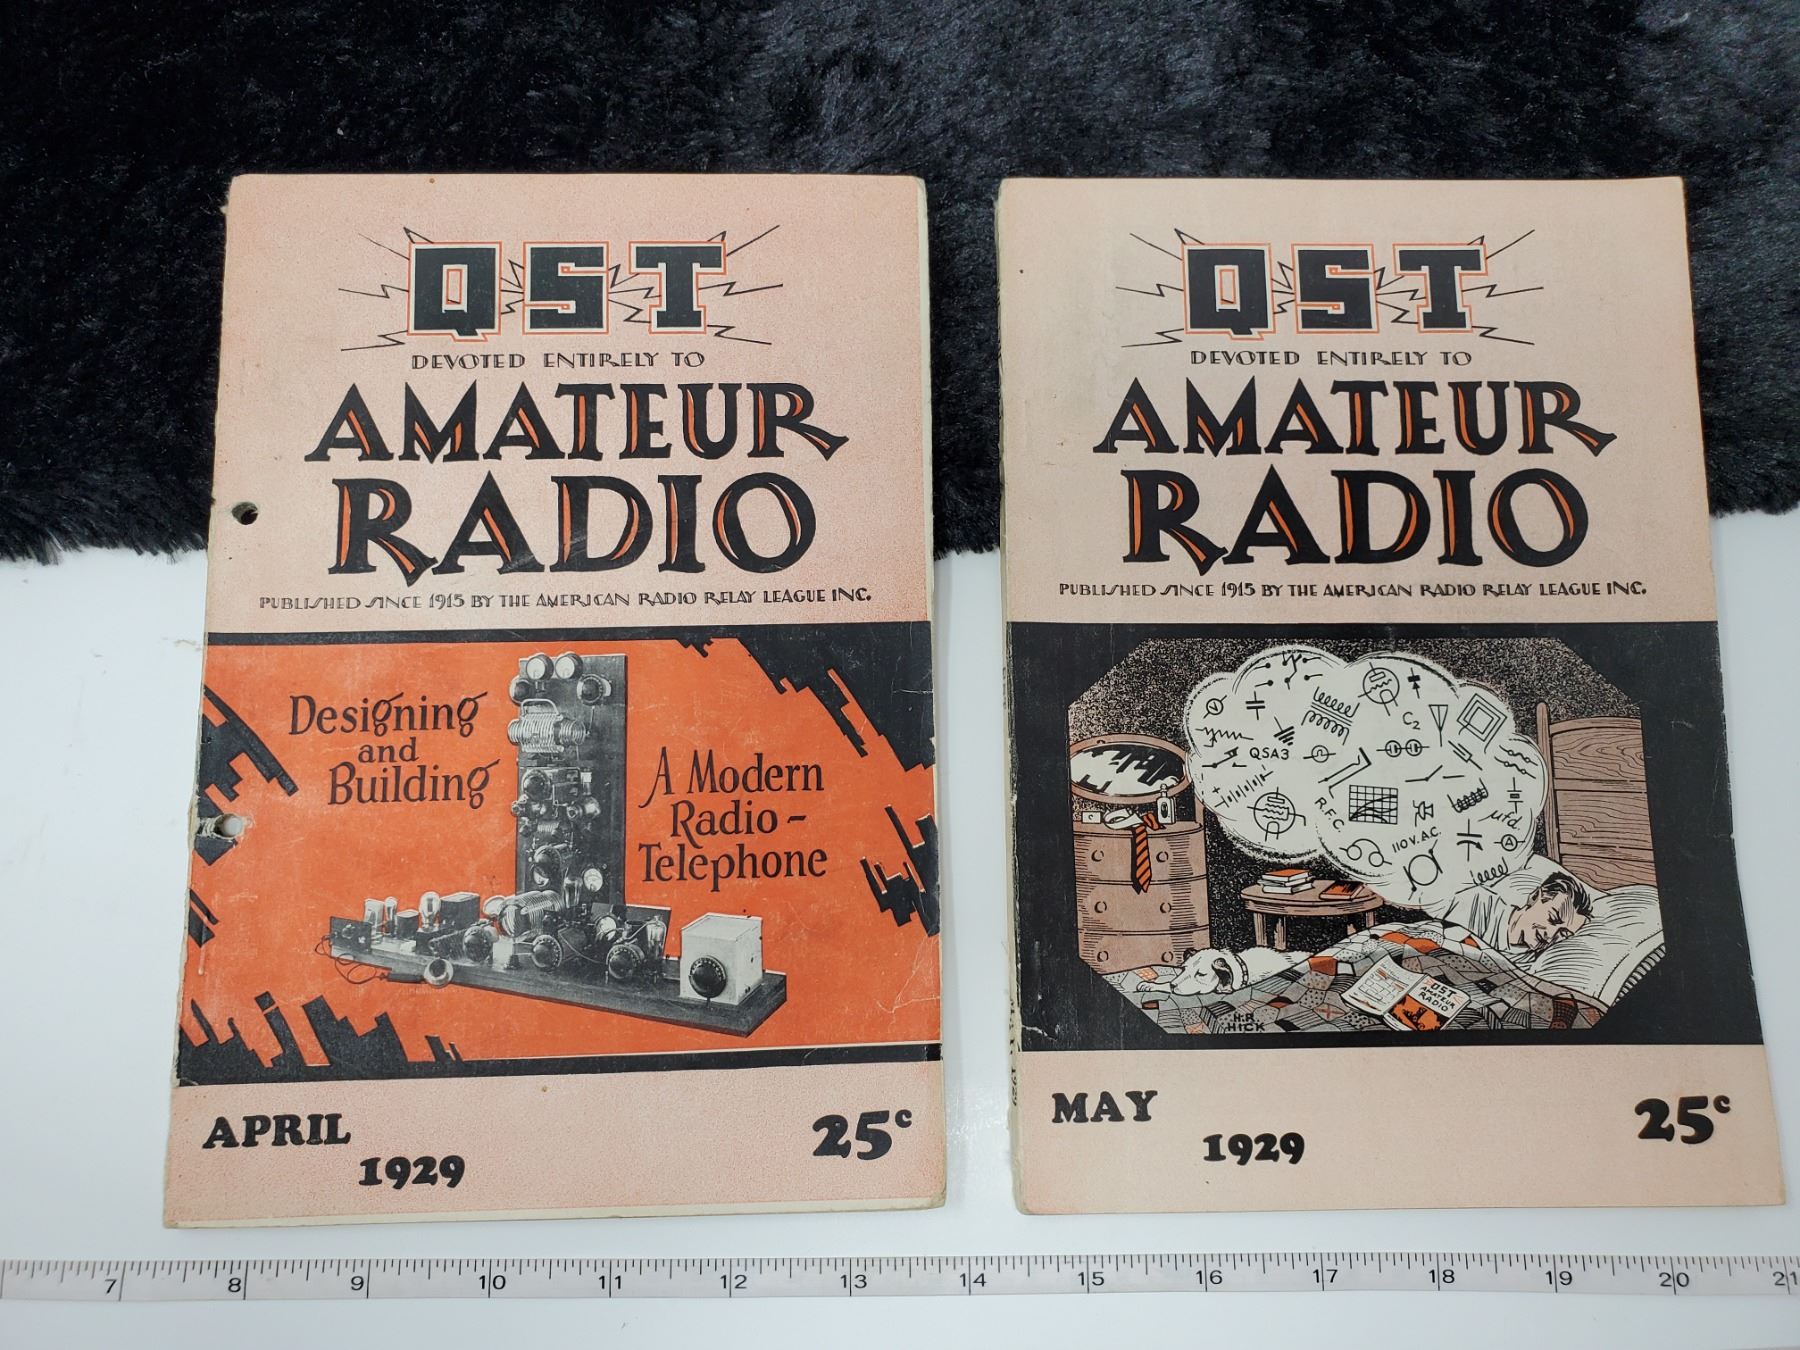 QST
DEVOTED ENTIRELY TO
AMATEUR
RADIO
PUBLISHED SINCE 1915 BY THE AMERICAN RADIO RELAY LEAGUE INC.
Designing
and
Building
A Modern
Radio-
Telephone
APRIL
1929
25c
QST
DEVOTED ENTIRELY TO
AMATEUR
RADIO
PUBLISHED SINCE 1915 BY THE AMERICAN RADIO RELAY LEAGUE INC.
C2
QSA3
R.F.C.
110 V. A.C.
μfd.
A
QST
AMATEUR
RADIO
H.R.
HICK
MAY
1929
25c
7 8 9 10 11 12 13 14 15 16 17 18 19 20 21